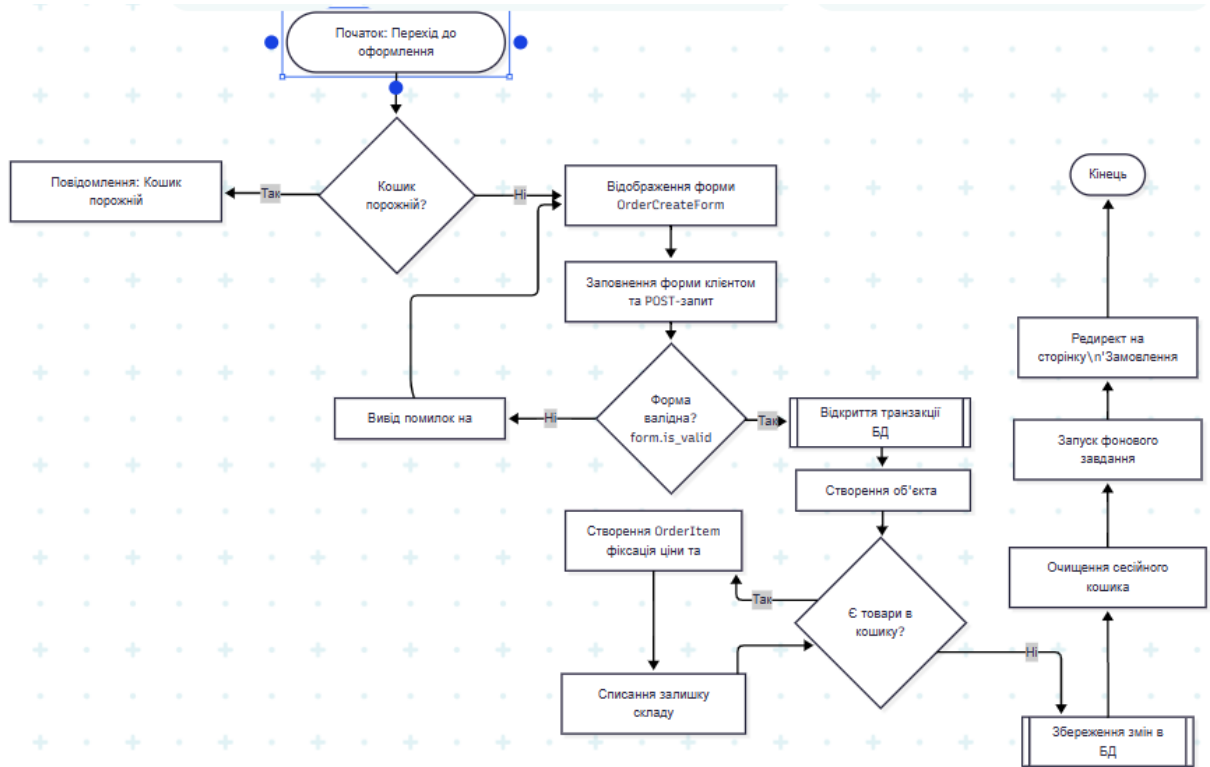 Початок: Перехід до
оформлення
Кошик
порожній?
Так
Повідомлення: Кошик
порожній
Ні
Відображення форми
OrderCreateForm
Заповнення форми клієнтом
та POST-запит
Форма
валідна?
form.is_valid
Ні
Вивід помилок на
Так
Відкриття транзакції
БД
Створення об'єкта
Є товари в
кошику?
Так
Створення OrderItem
фіксація ціни та
Списання залишку
складу
Ні
Збереження змін в
БД
Очищення сесійного
кошика
Запуск фонового
завдання
Редирект на
сторінку\n'Замовлення
Кінець